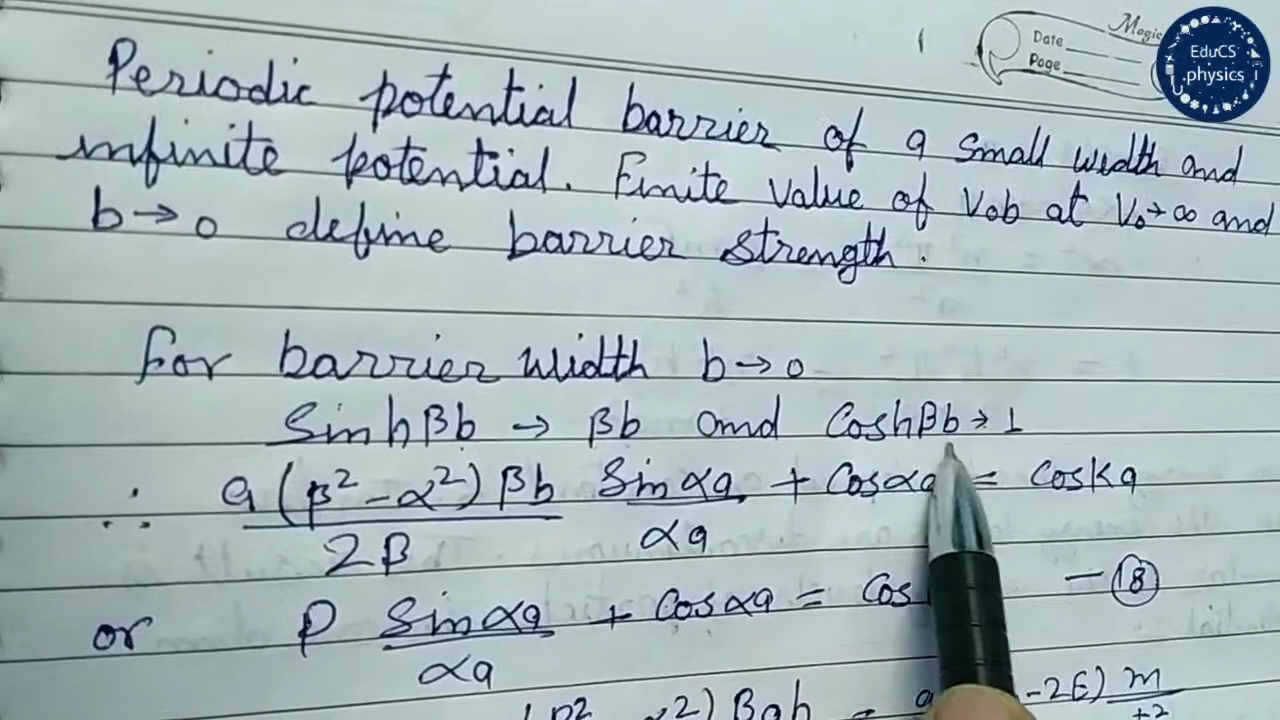 Magic
Date
Page
EduCS
.physics
Periodic potential barrier of a small width and
infinite potential. Finite value of V₀b at V₀→∞ and
b→0 define barrier strength.
For barrier width b→0
Sinhβb → βb and Coshβb→1
∴ a(β²-α²)βb / 2β Sinαa / αa + Cosαa = Coska
or P Sinαa / αa + Cosαa = Cos - (18)